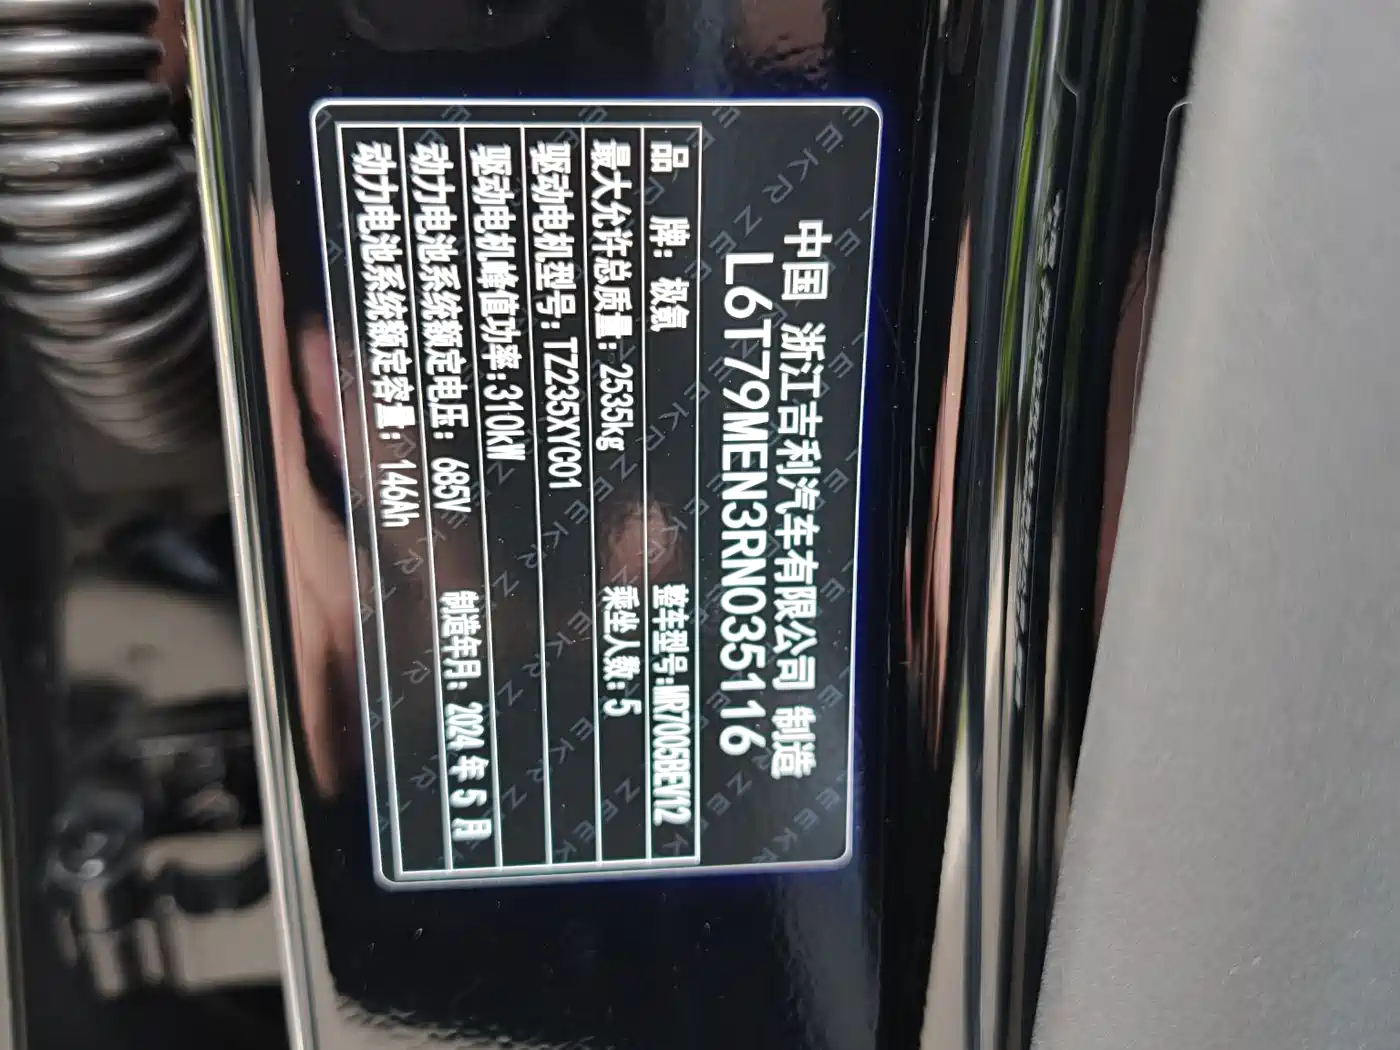 中国 浙江吉利汽车有限公司 制造
L6T79MEN3RN035116
品 牌: 极氪 整车型号:MR7005BEV12
最大允许总质量: 2535kg 乘坐人数:5
驱动电机型号: TZ235XYC01
驱动电机峰值功率:310kW
动力电池系统额定电压: 685V 制造年月: 2024 年 5 月
动力电池系统额定容量: 146Ah